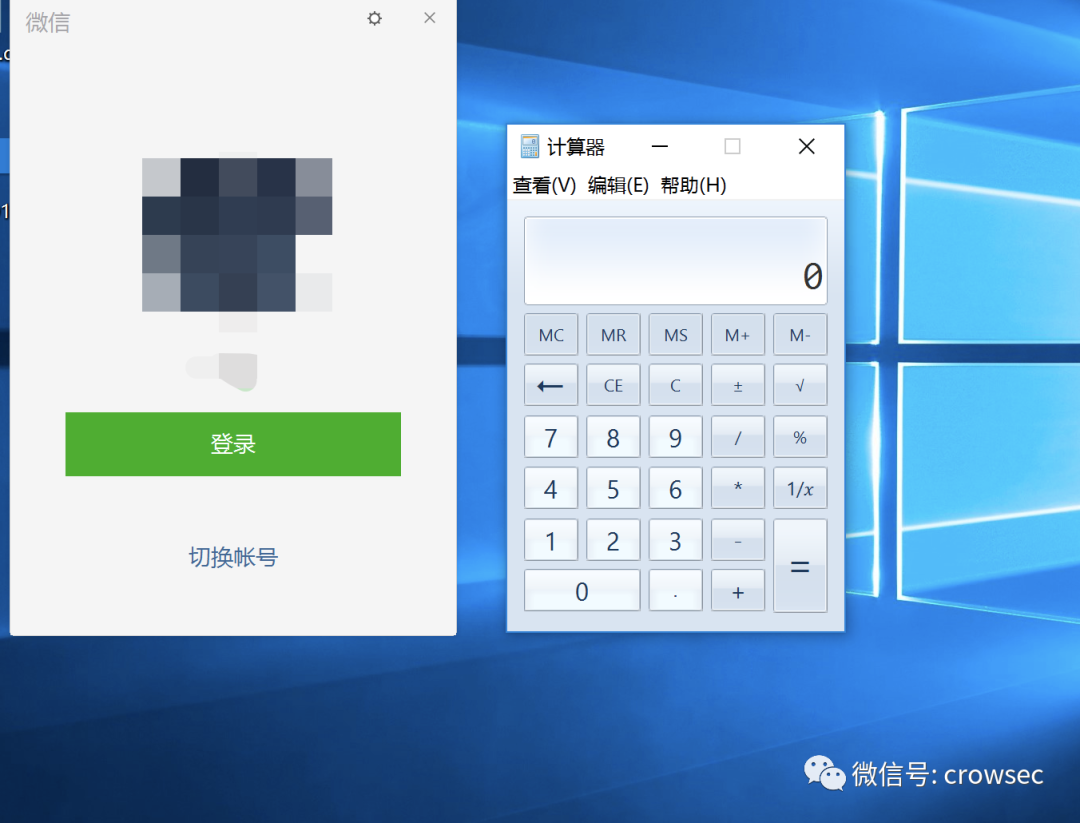 微信
.c
1
登录
切换帐号
计算器
查看(V) 编辑(E) 帮助(H)
0
MC MR MS M+ M-
← CE C ± √
7 8 9 / %
4 5 6 * 1/x
1 2 3 - =
0 . +
微信号: crowsec